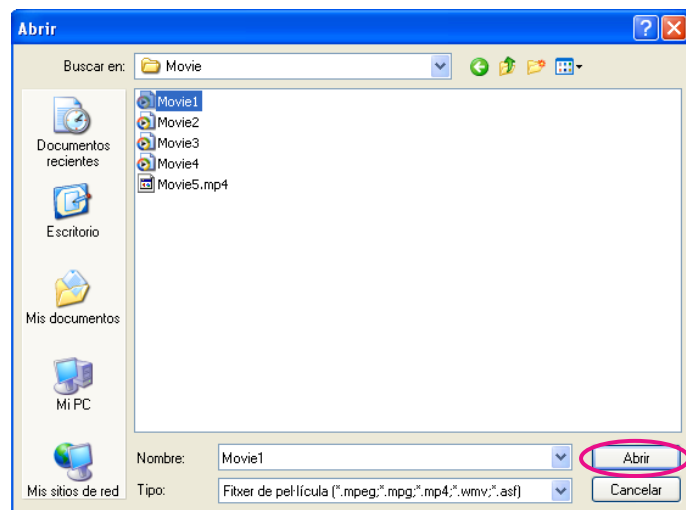 Abrir
Buscar en:
Movie
Documentos
recientes
Escritorio
Mis documentos
Mi PC
Mis sitios de red
Movie1
Movie2
Movie3
Movie4
Movie5.mp4
Nombre:
Movie1
Abrir
Tipo:
Fitxer de pel·lícula (*.mpeg;*.mpg;*.mp4;*.wmv;*.asf)
Cancelar